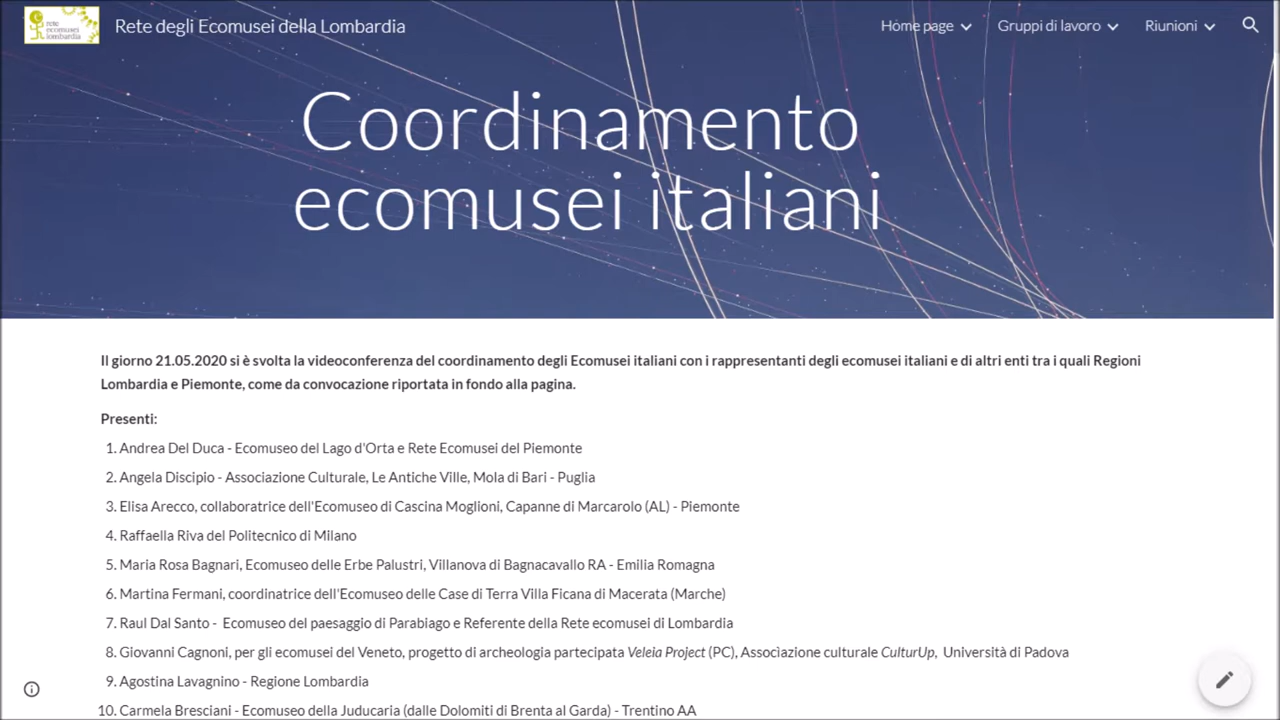 rete
ecomusei
lombardia
Rete degli Ecomusei della Lombardia
Home page
Gruppi di lavoro
Riunioni
Coordinamento
ecomusei italiani
Il giorno 21.05.2020 si è svolta la videoconferenza del coordinamento degli Ecomusei italiani con i rappresentanti degli ecomusei italiani e di altri enti tra i quali Regioni
Lombardia e Piemonte, come da convocazione riportata in fondo alla pagina.
Presenti:
1. Andrea Del Duca - Ecomuseo del Lago d'Orta e Rete Ecomusei del Piemonte
2. Angela Discipio - Associazione Culturale, Le Antiche Ville, Mola di Bari - Puglia
3. Elisa Arecco, collaboratrice dell'Ecomuseo di Cascina Moglioni, Capanne di Marcarolo (AL) - Piemonte
4. Raffaella Riva del Politecnico di Milano
5. Maria Rosa Bagnari, Ecomuseo delle Erbe Palustri, Villanova di Bagnacavallo RA - Emilia Romagna
6. Martina Fermani, coordinatrice dell'Ecomuseo delle Case di Terra Villa Ficana di Macerata (Marche)
7. Raul Dal Santo - Ecomuseo del paesaggio di Parabiago e Referente della Rete ecomusei di Lombardia
8. Giovanni Cagnoni, per gli ecomusei del Veneto, progetto di archeologia partecipata Veleia Project (PC), Associazione culturale CulturUp, Università di Padova
9. Agostina Lavagnino - Regione Lombardia
10. Carmela Bresciani - Ecomuseo della Juducaria (dalle Dolomiti di Brenta al Garda) - Trentino AA